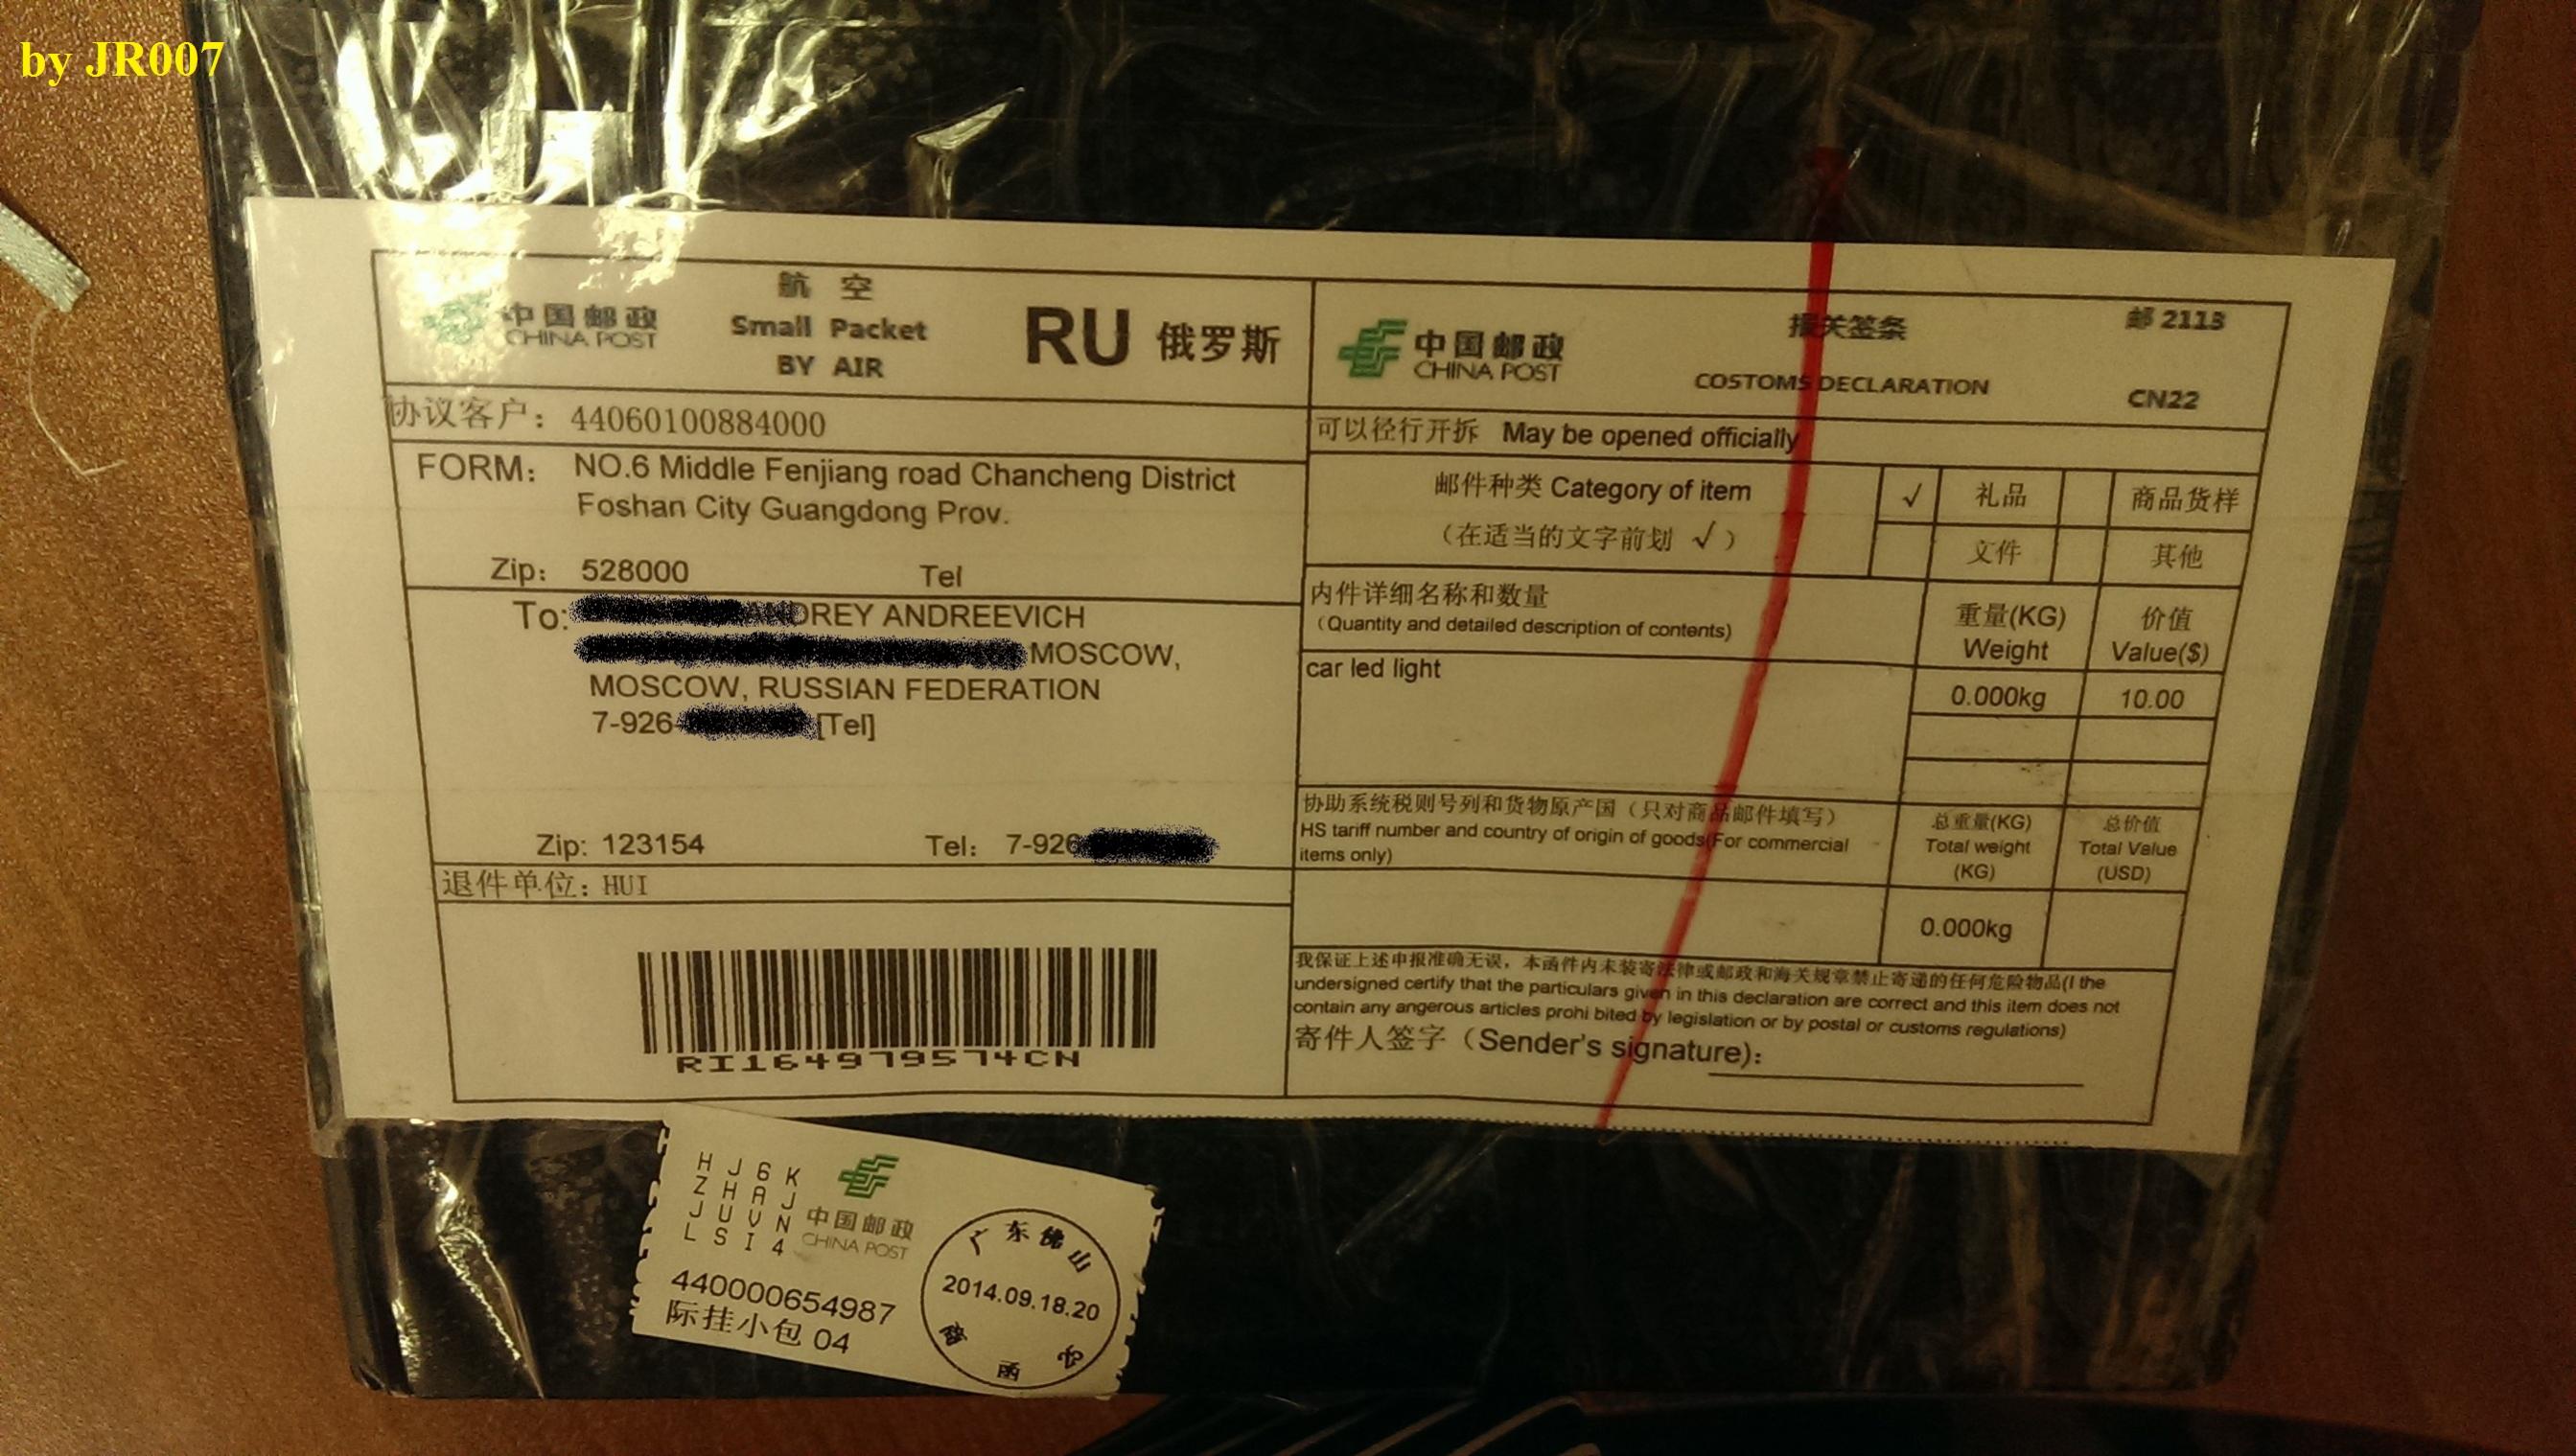 by JR007
中国邮政
CHINA POST
航 空
Small Packet
BY AIR
RU 俄罗斯
协议客户： 44060100884000
FORM： NO.6 Middle Fenjiang road Chancheng District
Foshan City Guangdong Prov.
Zip： 528000 Tel
To: ANDREY ANDREEVICH
MOSCOW,
MOSCOW, RUSSIAN FEDERATION
7-926- [Tel]
Zip: 123154 Tel： 7-926
退件单位：HUI
RI164979574CN
中国邮政
CHINA POST
报关签条
COSTOMS DECLARATION
邮 2113
CN22
可以径行开拆 May be opened officially
邮件种类 Category of item
（在适当的文字前划 √ ）
√ 礼品 商品货样
文件 其他
内件详细名称和数量
（Quantity and detailed description of contents)
重量(KG)
Weight
价值
Value($)
car led light
0.000kg 10.00
协助系统税则号列和货物原产国（只对商品邮件填写）
HS tariff number and country of origin of goods(For commercial
items only)
总重量(KG)
Total weight
(KG)
总价值
Total Value
(USD)
0.000kg
我保证上述申报准确无误，本函件内未装寄法律或邮政和海关规章禁止寄递的任何危险物品(I the
undersigned certify that the particulars given in this declaration are correct and this item does not
contain any angerous articles prohi bited by legislation or by postal or customs regulations)
寄件人签字（Sender's signature)：
H J 6 K
Z H A J
J U V N
L S I 4
中国邮政
CHINA POST
440000654987
际挂小包 04
广东佛山
2014.09.18.20